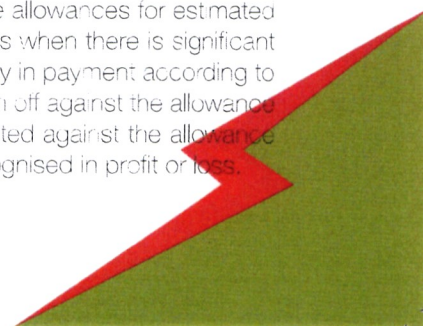 e allowances for estimated
s when there is significant
y in payment according to
n off against the allowance
ted against the allowance
gnised in profit or loss.